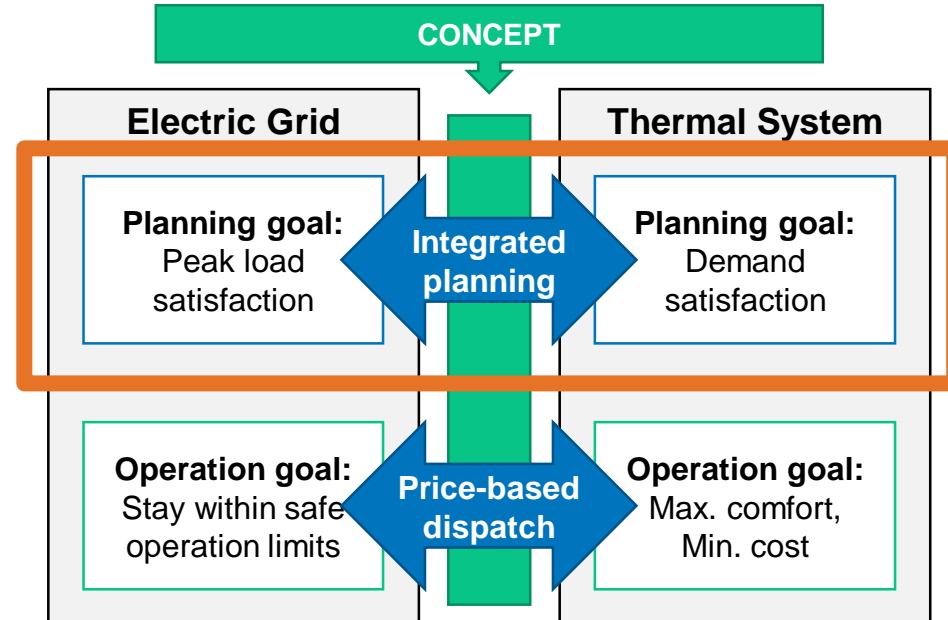 CONCEPT
Electric Grid
Thermal System
Planning goal:
Peak load
satisfaction
Integrated
planning
Planning goal:
Demand
satisfaction
Operation goal:
Stay within safe
operation limits
Price-based
dispatch
Operation goal:
Max. comfort,
Min. cost